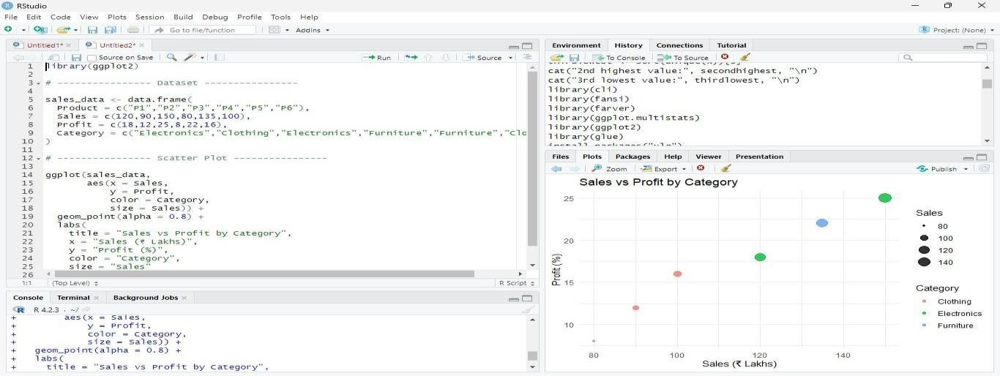 RStudio
File Edit Code View Plots Session Build Debug Profile Tools Help
Go to file/function Addins Project: (None)
Untitled1* Untitled2*
Source on Save Run Source
1 library(ggplot2)
2
3 # ---------------- Dataset ----------------
4
5 sales_data <- data.frame(
6 Product = c("P1","P2","P3","P4","P5","P6"),
7 Sales = c(120,90,150,80,135,100),
8 Profit = c(18,12,25,8,22,16),
9 Category = c("Electronics","Clothing","Electronics","Furniture","Furniture","Clo
10 )
11
12 # ---------------- Scatter Plot ----------------
13
14 ggplot(sales_data,
15 aes(x = Sales,
16 y = Profit,
17 color = Category,
18 size = Sales)) +
19 geom_point(alpha = 0.8) +
20 labs(
21 title = "Sales vs Profit by Category",
22 x = "Sales (₹ Lakhs)",
23 y = "Profit (%)",
24 color = "Category",
25 size = "Sales"
26
1:1 (Top Level) R Script
Console Terminal Background Jobs
R 4.2.3 · ~/
+ aes(x = Sales,
+ y = Profit,
+ color = Category,
+ size = Sales)) +
+ geom_point(alpha = 0.8) +
+ labs(
+ title = "Sales vs Profit by Category",
Environment History Connections Tutorial
To Console To Source
cat("2nd highest value:", secondhighest, "\n")
cat("3rd lowest value:", thirdlowest, "\n")
library(cli)
library(fansi)
library(farver)
library(ggplot.multistats)
library(ggplot2)
library(glue)
Files Plots Packages Help Viewer Presentation
Zoom Export Publish
Sales vs Profit by Category
25
20
15
10
Profit (%)
80 100 120 140
Sales (₹ Lakhs)
Sales
80
100
120
140
Category
Clothing
Electronics
Furniture